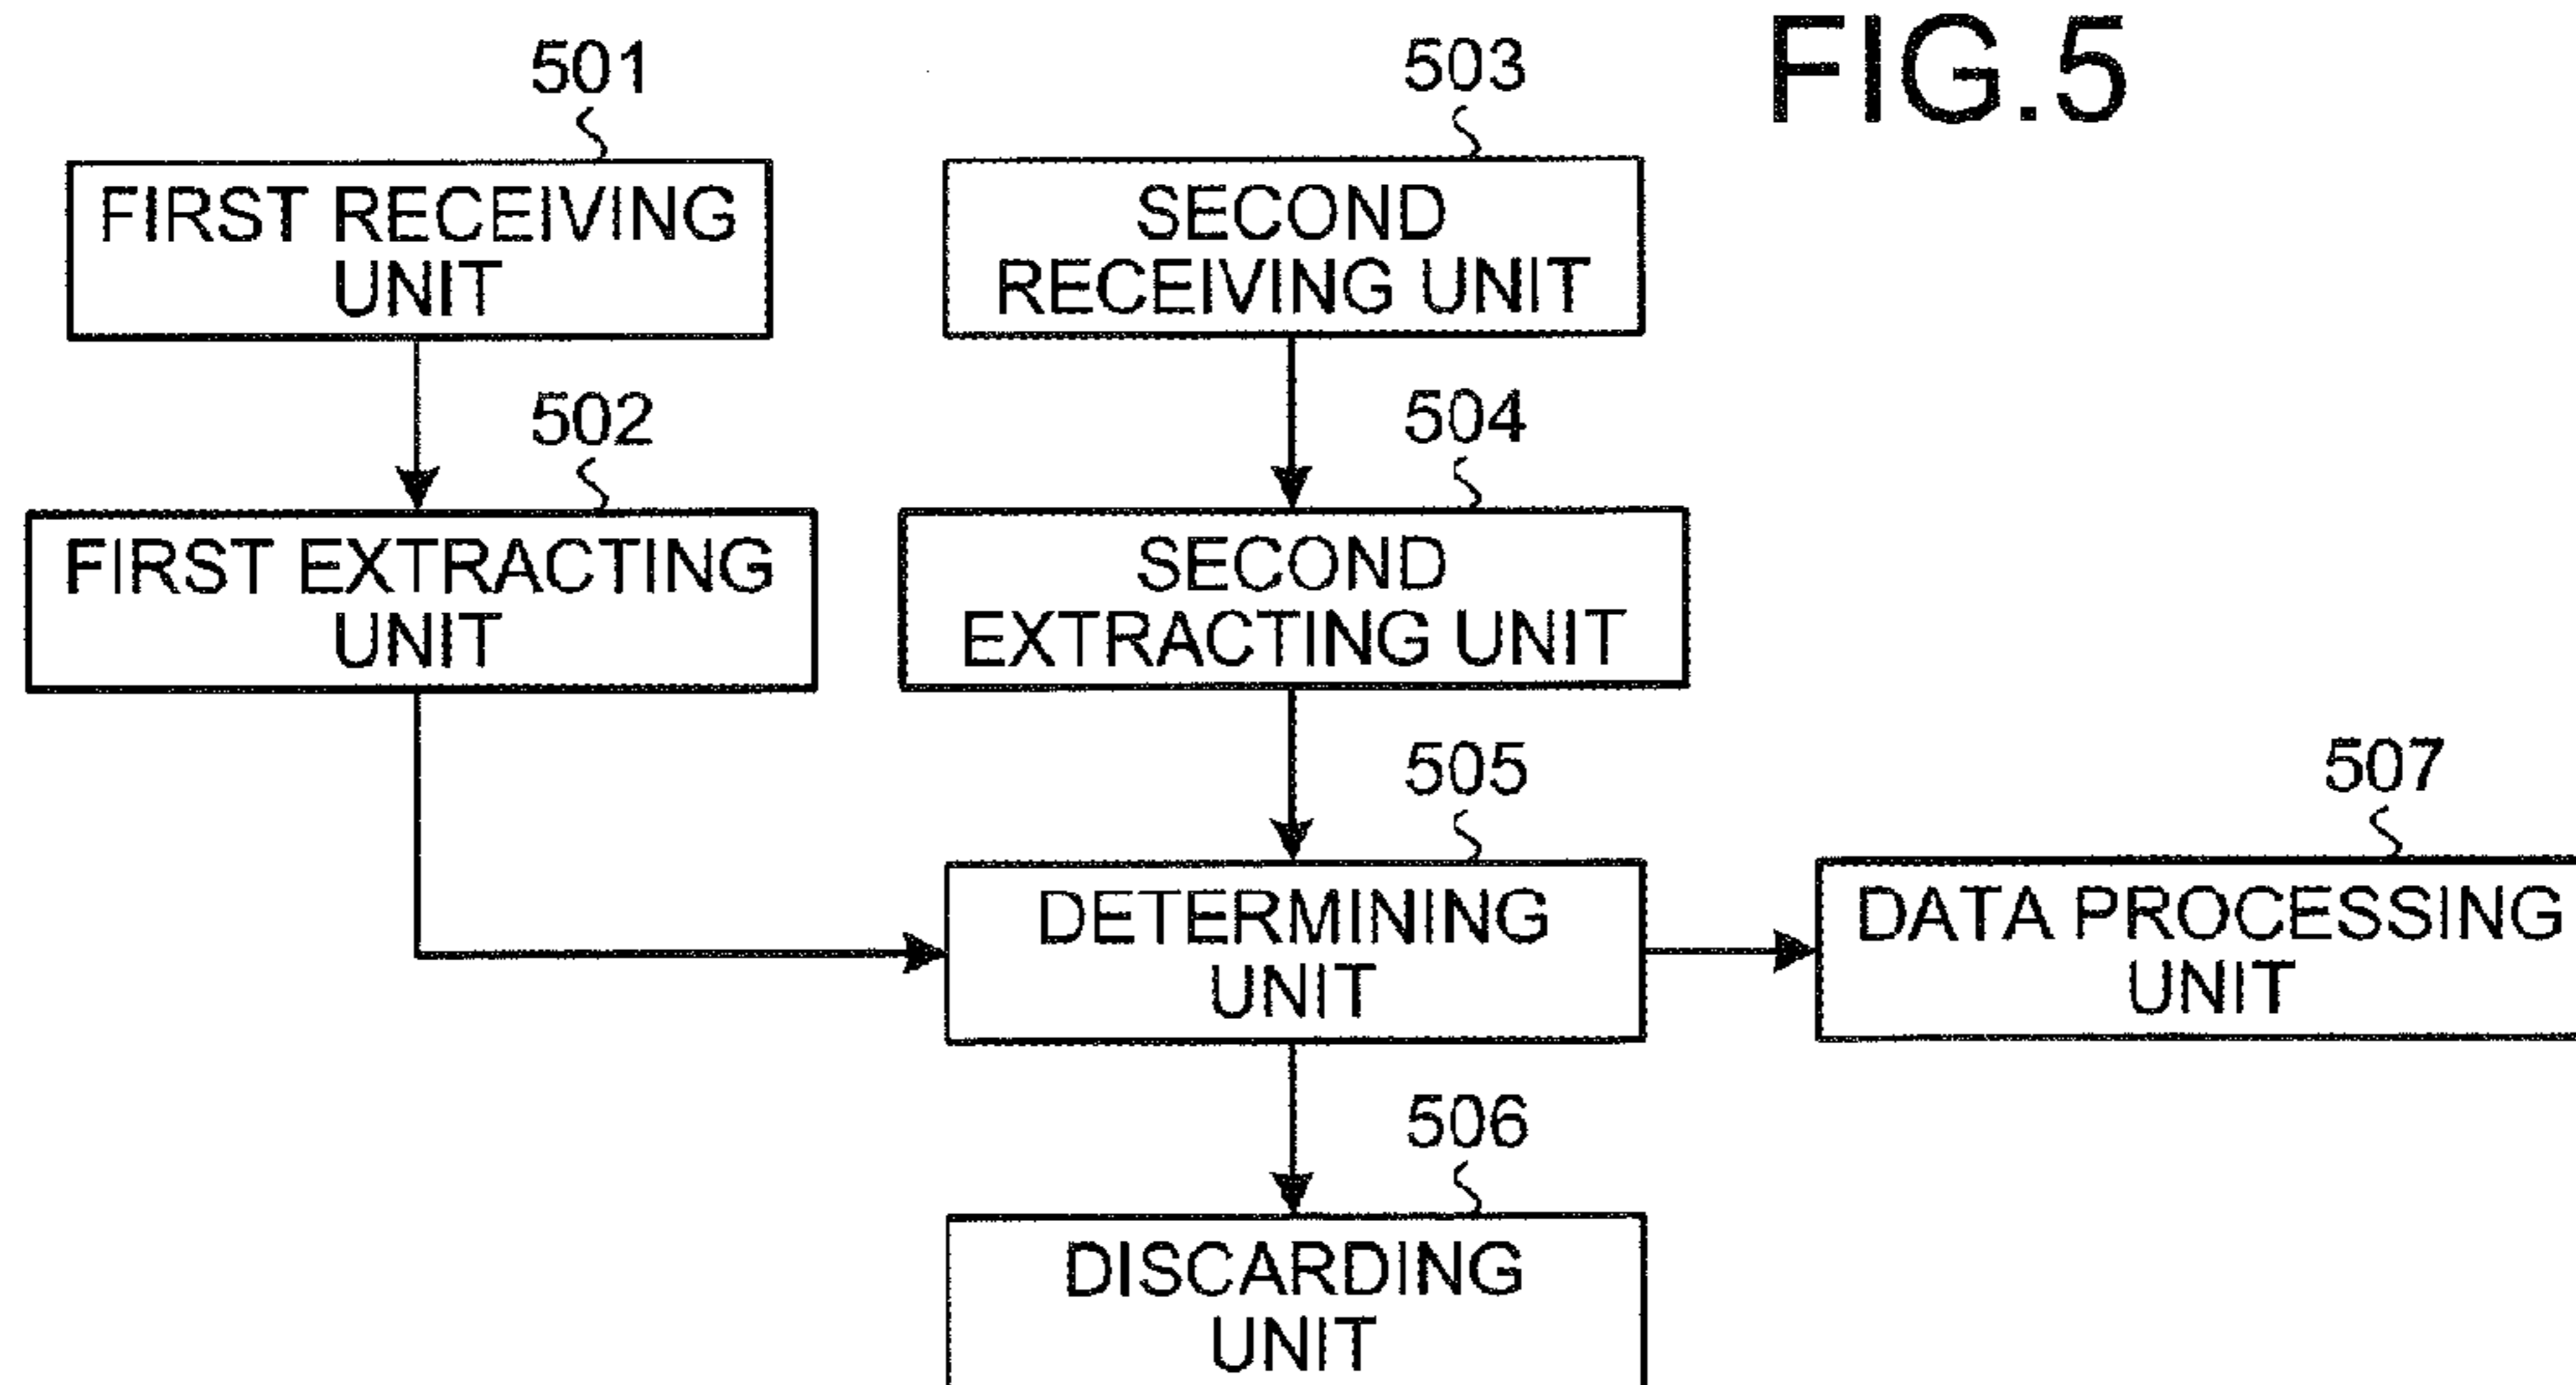 FIG.5
501
FIRST RECEIVING
UNIT
503
SECOND
RECEIVING UNIT
502
FIRST EXTRACTING
UNIT
504
SECOND
EXTRACTING UNIT
505
DETERMINING
UNIT
507
DATA PROCESSING
UNIT
506
DISCARDING
UNIT